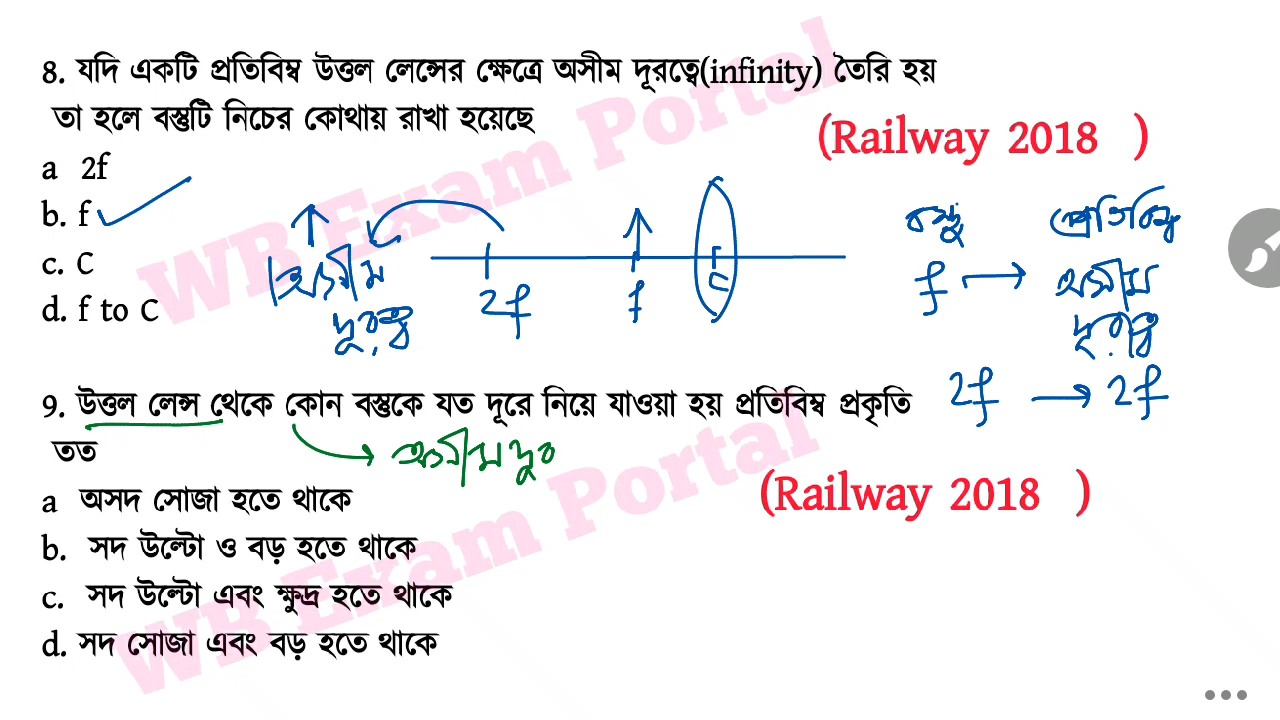 8. যদি একটি প্রতিবিম্ব উত্তল লেন্সের ক্ষেত্রে অসীম দূরত্বে(infinity) তৈরি হয়
তা হলে বস্তুটি নিচের কোথায় রাখা হয়েছে
(Railway 2018 )
a 2f
b. f
c. C
d. f to C
অসীম
দূরত্ব
2f
f
C
বস্তু প্রতিবিম্ব
f → অসীম
দূরত্ব
2f → 2f
9. উত্তল লেন্স থেকে কোন বস্তুকে যত দূরে নিয়ে যাওয়া হয় প্রতিবিম্ব প্রকৃতি
তত
অসীম দূর
(Railway 2018 )
a অসদ সোজা হতে থাকে
b. সদ উল্টো ও বড় হতে থাকে
c. সদ উল্টো এবং ক্ষুদ্র হতে থাকে
d. সদ সোজা এবং বড় হতে থাকে
WB Exam Portal
WB Exam Portal